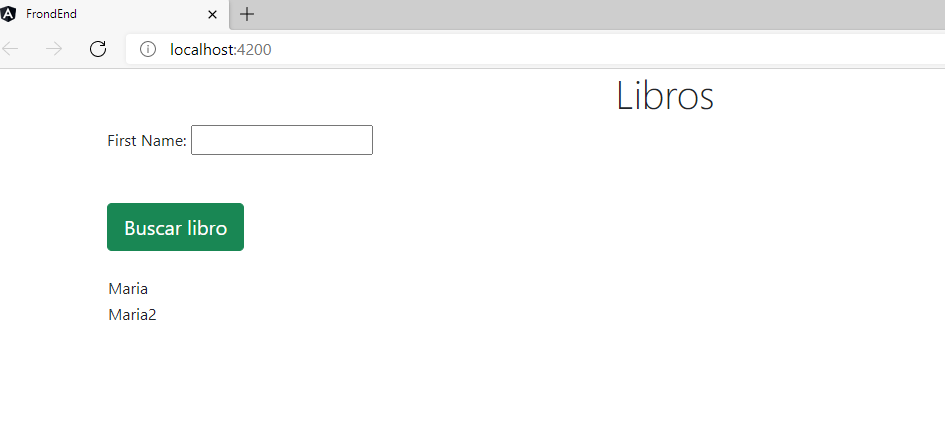 FrondEnd
localhost:4200
Libros
First Name:
Buscar libro
Maria
Maria2